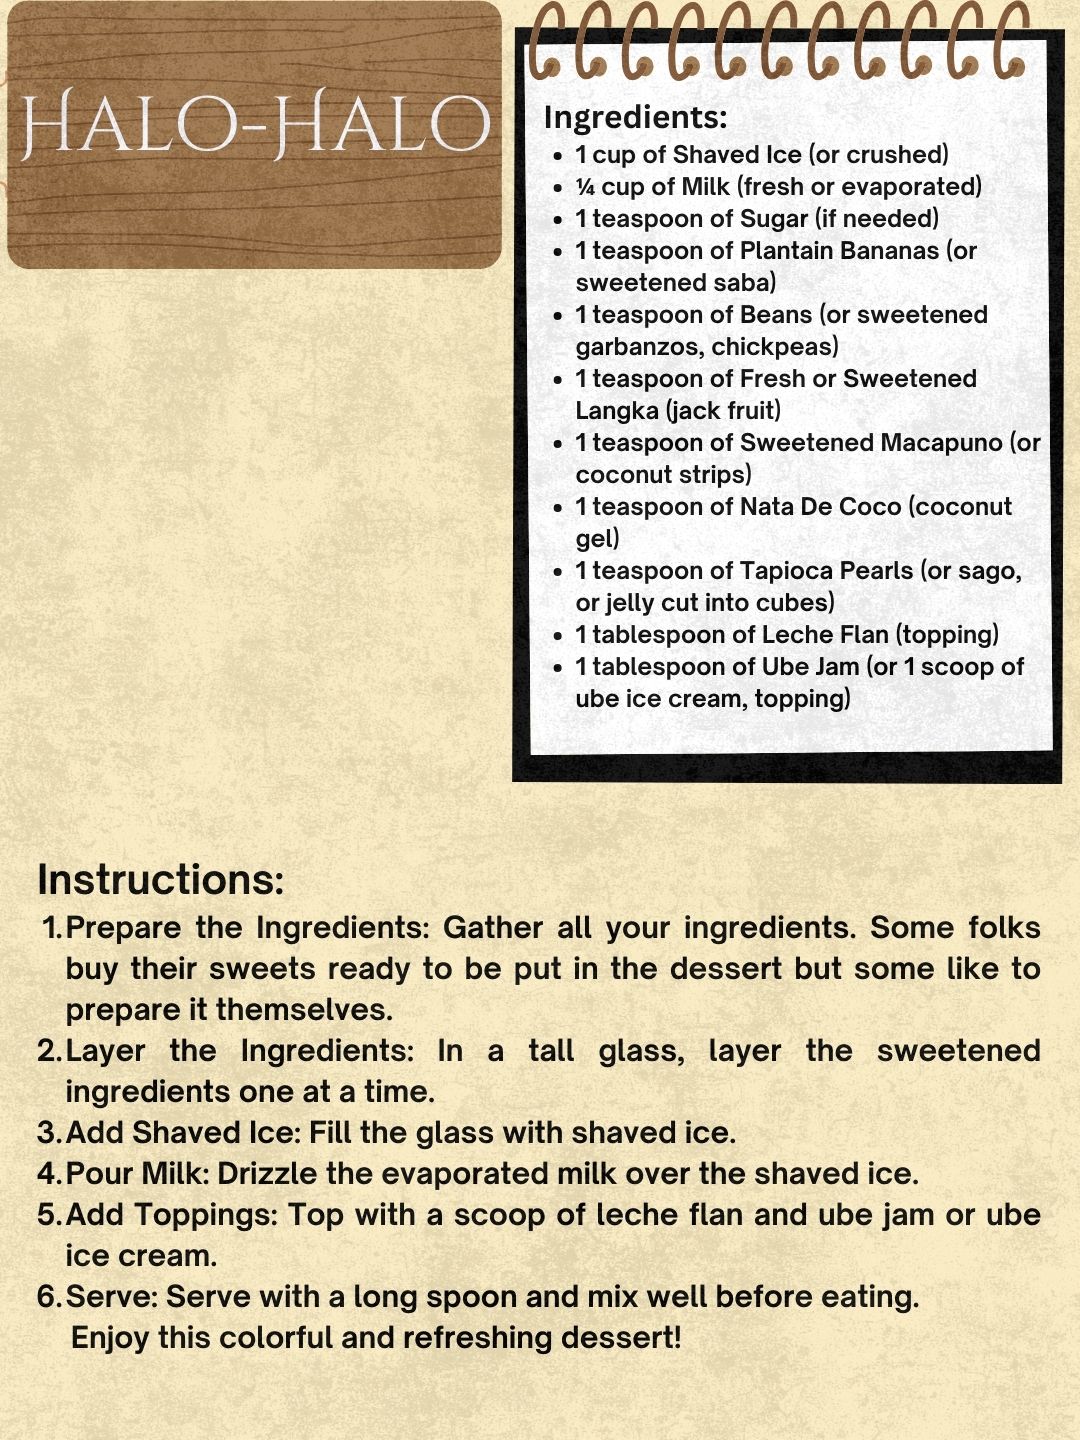 Halo-Halo
Ingredients:
• 1 cup of Shaved Ice (or crushed)
• ¼ cup of Milk (fresh or evaporated)
• 1 teaspoon of Sugar (if needed)
• 1 teaspoon of Plantain Bananas (or
sweetened saba)
• 1 teaspoon of Beans (or sweetened
garbanzos, chickpeas)
• 1 teaspoon of Fresh or Sweetened
Langka (jack fruit)
• 1 teaspoon of Sweetened Macapuno (or
coconut strips)
• 1 teaspoon of Nata De Coco (coconut
gel)
• 1 teaspoon of Tapioca Pearls (or sago,
or jelly cut into cubes)
• 1 tablespoon of Leche Flan (topping)
• 1 tablespoon of Ube Jam (or 1 scoop of
ube ice cream, topping)
Instructions:
1. Prepare the Ingredients: Gather all your ingredients. Some folks
buy their sweets ready to be put in the dessert but some like to
prepare it themselves.
2. Layer the Ingredients: In a tall glass, layer the sweetened
ingredients one at a time.
3. Add Shaved Ice: Fill the glass with shaved ice.
4. Pour Milk: Drizzle the evaporated milk over the shaved ice.
5. Add Toppings: Top with a scoop of leche flan and ube jam or ube
ice cream.
6. Serve: Serve with a long spoon and mix well before eating.
Enjoy this colorful and refreshing dessert!